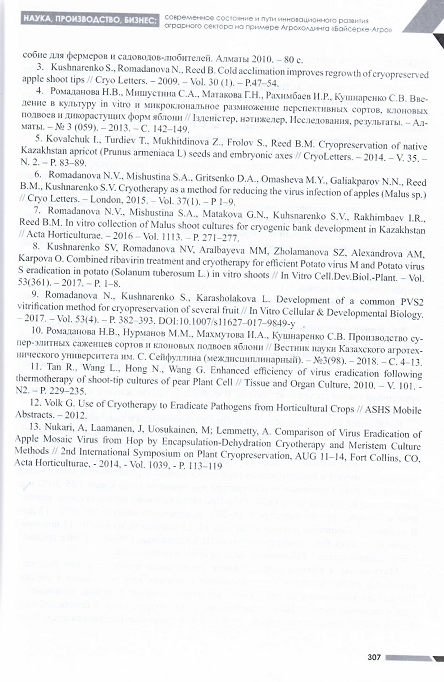 НАУКА, ПРОИЗВОДСТВО, БИЗНЕС:
современное состояние и пути инновационного развития
аграрного сектора на примере Агрохолдинга «Байсерке-Агро»
собие для фермеров и садоводов-любителей. Алматы 2010. – 80 с.
3. Kushnarenko S., Romadanova N., Reed B. Cold acclimation improves regrowth of cryopreserved
apple shoot tips // Cryo Letters. – 2009. – Vol. 30 (1). – P.47–54.
4. Ромаданова Н.В., Мишустина С.А., Матакова Г.Н., Рахимбаев И.Р., Кушнаренко С.В. Вве-
дение в культуру in vitro и микроклональное размножение перспективных сортов, клоновых
подвоев и дикорастущих форм яблони // Ізденістер, нәтижелер, Исследования, результаты. – Ал-
маты. – № 3 (059). – 2013. – С. 142–149.
5. Kovalchuk I., Turdiev T., Mukhitdinova Z., Frolov S., Reed B.M. Cryopreservation of native
Kazakhstan apricot (Prunus armeniaca L) seeds and embryonic axes // CryoLetters. – 2014. – V. 35. –
N. 2. – P. 83–89.
6. Romadanova N.V., Mishustina S.A., Gritsenko D.A., Omasheva M.Y., Galiakparov N.N., Reed
B.M., Kushnarenko S.V. Cryotherapy as a method for reducing the virus infection of apples (Malus sp.)
// Cryo Letters. – London, 2015. – Vol. 37(1). – P 1–9.
7. Romadanova N.V., Mishustina S.A., Matakova G.N., Kuhsnarenko S.V., Rakhimbaev I.R.,
Reed B.M. In vitro collection of Malus shoot cultures for cryogenic bank development in Kazakhstan
// Acta Horticulturae. – 2016 – Vol. 1113. – P. 271–277.
8. Kushnarenko SV, Romadanova NV, Aralbayeva MM, Zholamanova SZ, Alexandrova AM,
Karpova O. Combined ribavirin treatment and cryotherapy for efficient Potato virus M and Potato virus
S eradication in potato (Solanum tuberosum L.) in vitro shoots // In Vitro Cell.Dev.Biol.-Plant. – Vol.
53(361). – 2017. – P. 1–8.
9. Romadanova N., Kushnarenko S., Karasholakova L. Development of a common PVS2
vitrification method for cryopreservation of several fruit // In Vitro Cellular & Developmental Biology.
– 2017. – Vol. 53(4). – P. 382–393. DOI:10.1007/s11627–017–9849-y
10. Ромаданова Н.В., Нурманов М.М., Махмутова И.А., Кушнаренко С.В. Производство су-
пер-элитных саженцев сортов и клоновых подвоев яблони // Вестник науки Казахского агротех-
нического университета им. С. Сейфуллина (междисциплинарный). – №3(98). - 2018. – С. 4–13.
11. Tan R., Wang L., Hong N., Wang G. Enhanced efficiency of virus eradication following
thermotherapy of shoot-tip cultures of pear Plant Cell // Tissue and Organ Culture, 2010. – V. 101. -
N2. – P. 229–235.
12. Volk G. Use of Cryotherapy to Eradicate Pathogens from Horticultural Crops // ASHS Mobile
Abstracts. – 2012.
13. Nukari, A, Laamanen, J, Uosukainen, M; Lemmetty, A. Comparison of Virus Eradication of
Apple Mosaic Virus from Hop by Encapsulation-Dehydration Cryotherapy and Meristem Culture
Methods // 2nd International Symposium on Plant Cryopreservation, AUG 11–14, Fort Collins, CO,
Acta Horticulturae, - 2014, - Vol. 1039, - P. 113–119
307